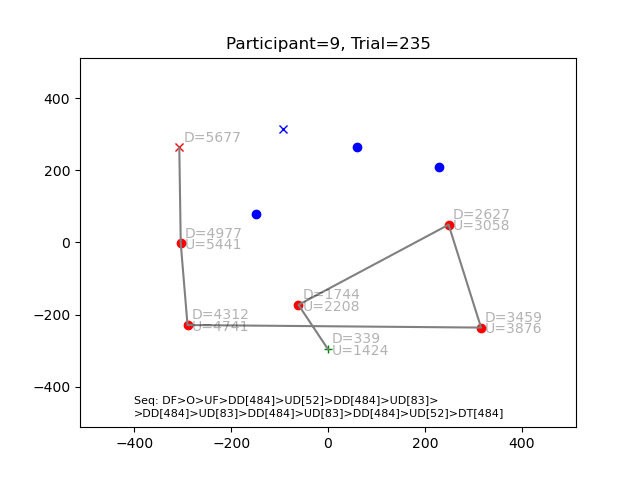 Participant=9, Trial=235
400
200
0
−200
−400
−400
−200
0
200
400
D=5677
D=4977
U=5441
D=4312
U=4741
D=1744
U=2208
D=339
U=1424
D=2627
U=3058
D=3459
U=3876
Seq: DF>O>UF>DD[484]>UD[52]>DD[484]>UD[83]>
>DD[484]>UD[83]>DD[484]>UD[83]>DD[484]>UD[52]>DT[484]